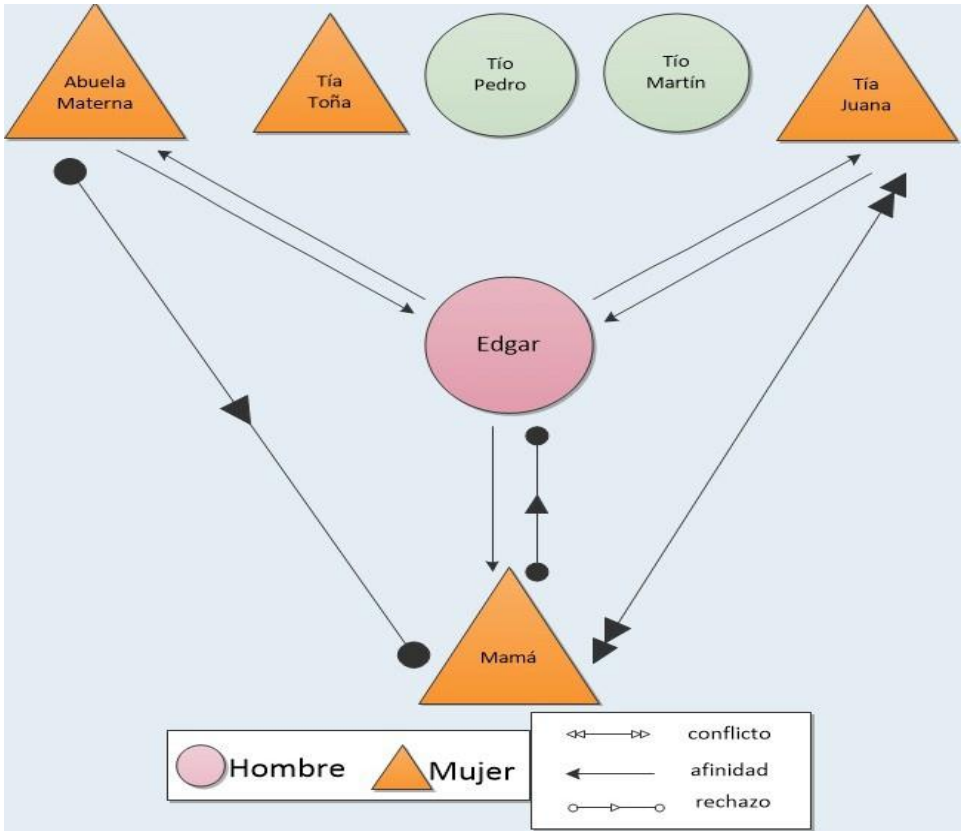 Abuela
Materna
Tía
Toña
Tío
Pedro
Tío
Martín
Tía
Juana
Edgar
Mamá
Hombre
Mujer
conflicto
afinidad
rechazo